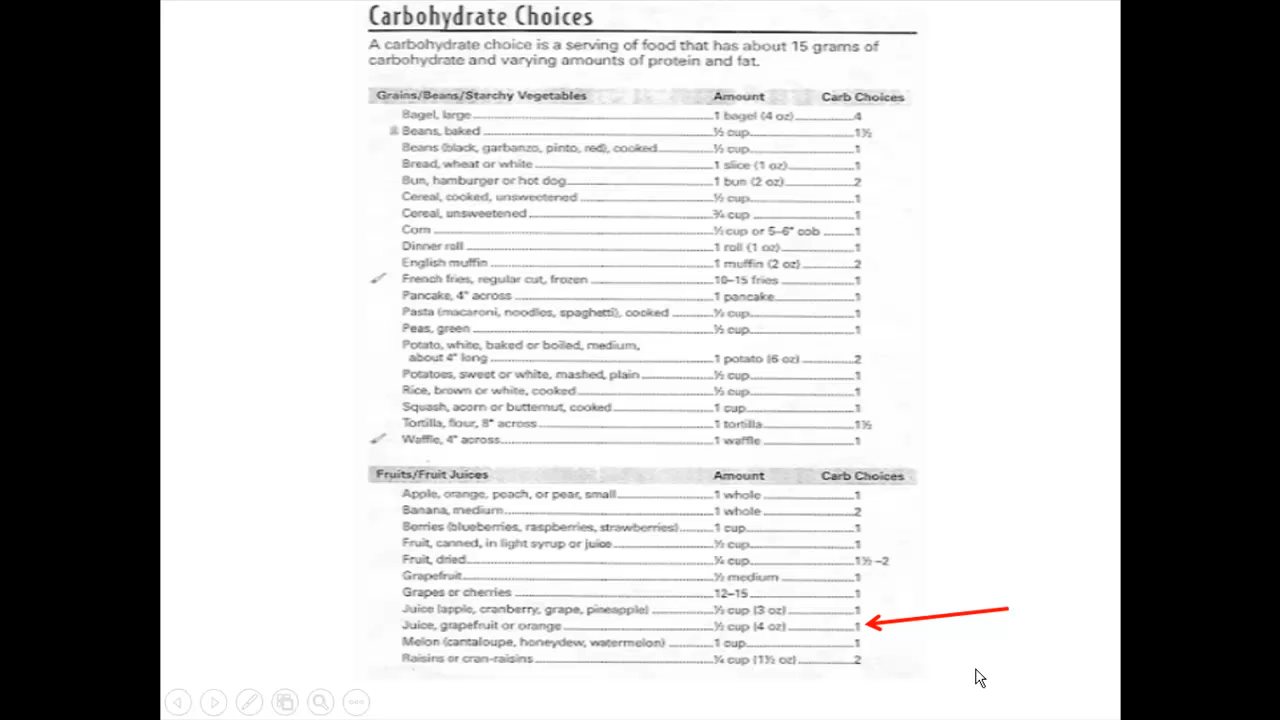 Carbohydrate Choices
A carbohydrate choice is a serving of food that has about 15 grams of
carbohydrate and varying amounts of protein and fat.
Grains/Beans/Starchy Vegetables Amount Carb Choices
Bagel, large 1 bagel (4 oz) 4
Beans, baked ½ cup 1½
Beans (black, garbanzo, pinto, red), cooked ½ cup 1
Bread, wheat or white 1 slice (1 oz) 1
Bun, hamburger or hot dog 1 bun (2 oz) 2
Cereal, cooked, unsweetened ½ cup 1
Cereal, unsweetened ¾ cup 1
Corn ½ cup or 5–6" cob 1
Dinner roll 1 roll (1 oz) 1
English muffin 1 muffin (2 oz) 2
French fries, regular cut, frozen 10–15 fries 1
Pancake, 4" across 1 pancake 1
Pasta (macaroni, noodles, spaghetti), cooked cup 1
Peas, green ½ cup 1
Potato, white, baked or boiled, medium,
about 4" long 1 potato (6 oz) 2
Potatoes, sweet or white, mashed, plain ½ cup 1
Rice, brown or white, cooked cup 1
Squash, acorn or butternut, cooked 1 cup 1
Tortilla, flour, 8" across 1 tortilla 1½
Waffle, 4" across 1 waffle 1
Fruits/Fruit Juices Amount Carb Choices
Apple, orange, peach, or pear, small 1 whole 1
Banana, medium 1 whole 2
Berries (blueberries, raspberries, strawberries) 1 cup 1
Fruit, canned, in light syrup or juice ½ cup 1
Fruit, dried ¼ cup 1½–2
Grapefruit ½ medium 1
Grapes or cherries 12–15 1
Juice (apple, cranberry, grape, pineapple) cup (3 oz) 1
Juice, grapefruit or orange ½ cup (4 oz) 1
Melon (cantaloupe, honeydew, watermelon) 1 cup 1
Raisins or cran-raisins ¼ cup (1½ oz) 2